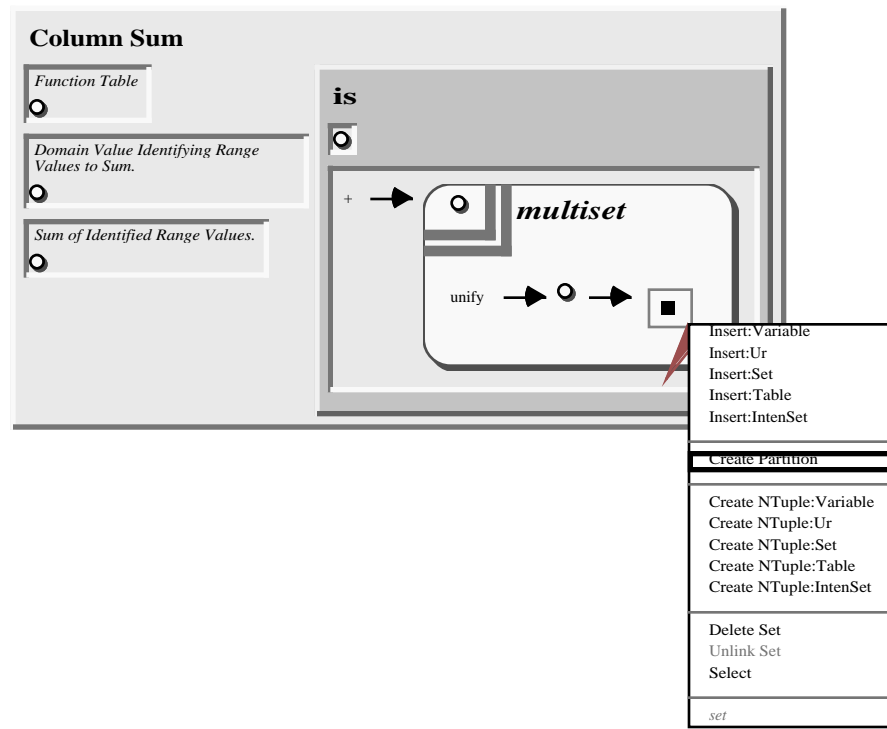 Column Sum
Function Table
Domain Value Identifying Range
Values to Sum.
Sum of Identified Range Values.
is
+
multiset
unify
Insert:Variable
Insert:Ur
Insert:Set
Insert:Table
Insert:IntenSet
Create Partition
Create NTuple:Variable
Create NTuple:Ur
Create NTuple:Set
Create NTuple:Table
Create NTuple:IntenSet
Delete Set
Unlink Set
Select
set